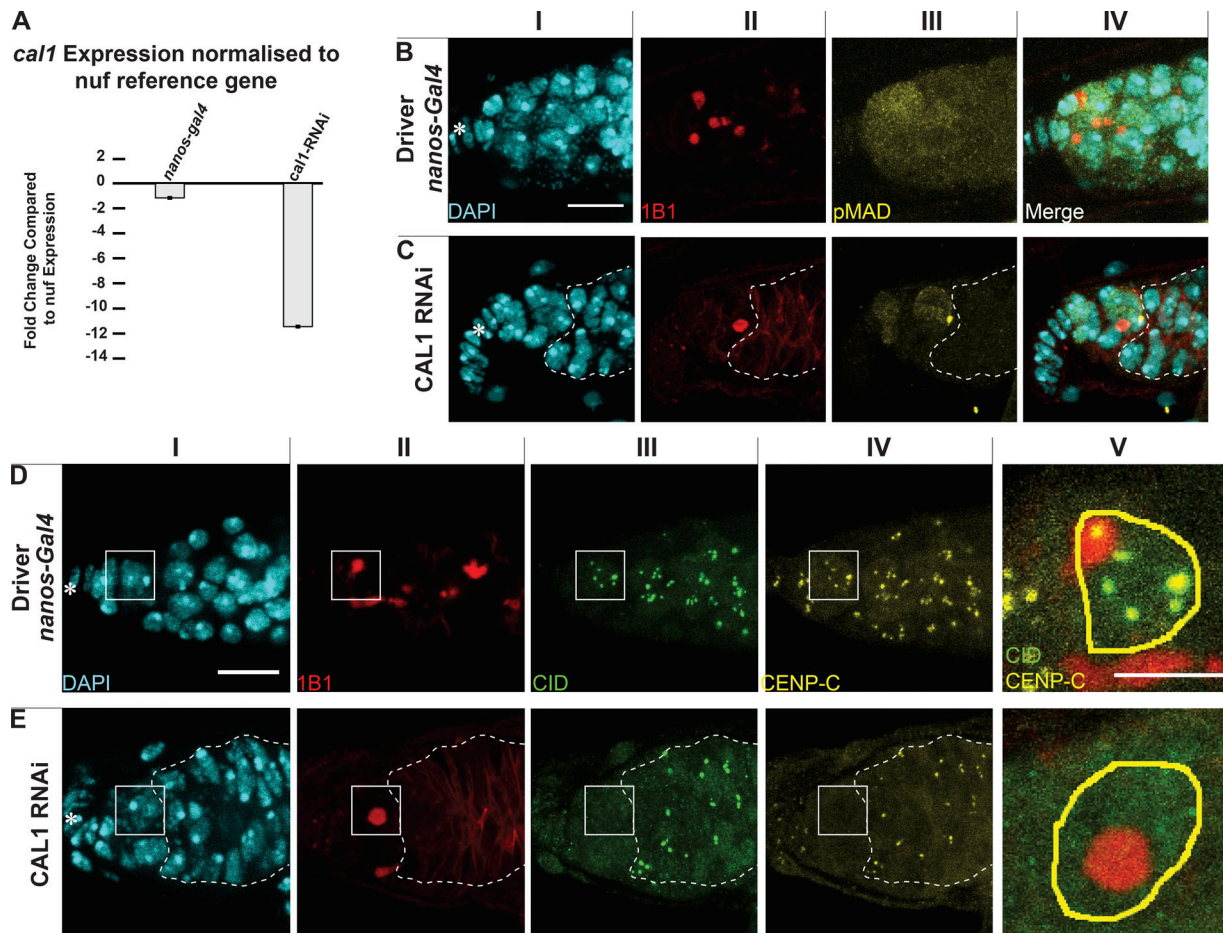 A
cal1 Expression normalised to
nuf reference gene
nanos-gal4
cal1-RNAi
Fold Change Compared
to nuf Expression
2
0
-2
-4
-6
-8
-10
-12
-14
I
II
III
IV
B
Driver
nanos-Gal4
*
DAPI
1B1
pMAD
Merge
C
CAL1 RNAi
*
I
II
III
IV
V
D
Driver
nanos-Gal4
*
DAPI
1B1
CID
CENP-C
CID
CENP-C
E
CAL1 RNAi
*